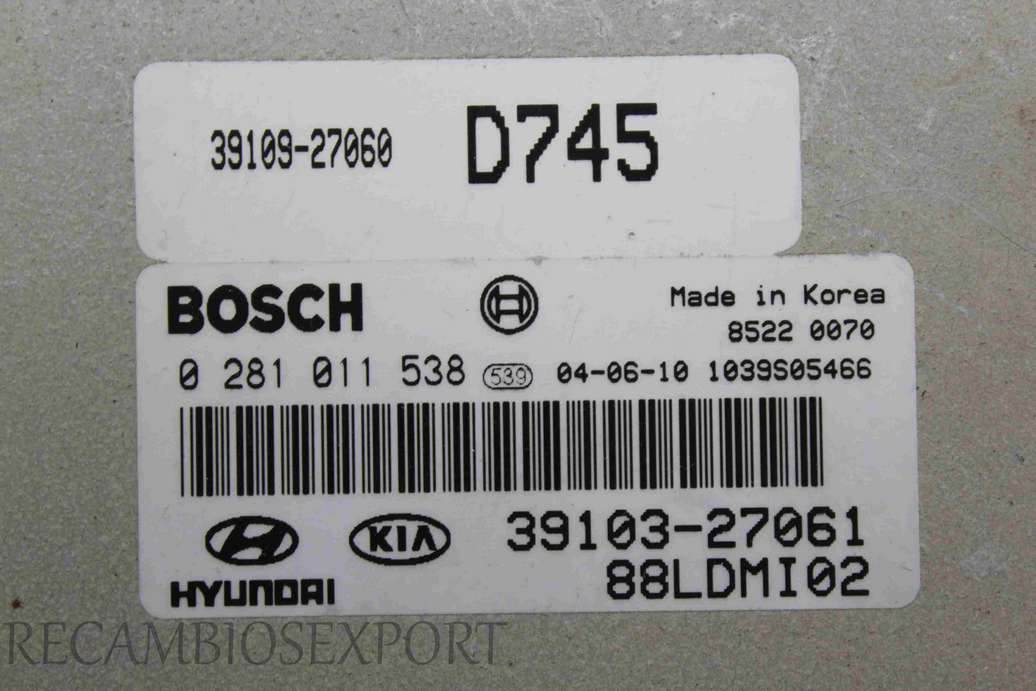 39109-27060 D745
BOSCH Made in Korea
8522 0070
0 281 011 538 539 04-06-10 1039S05466
KIA 39103-27061
HYUNDAI 88LDMI02
RECAMBIOSEXPORT.